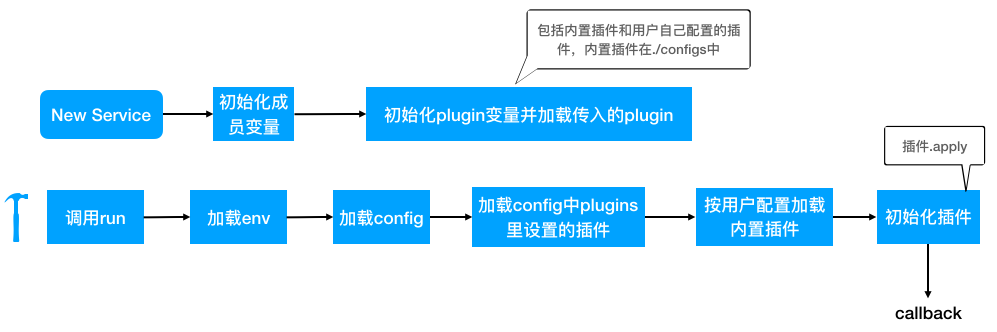 包括内置插件和用户自己配置的插
件，内置插件在./configs中
New Service
初始化成
员变量
初始化plugin变量并加载传入的plugin
插件.apply
调用run
加载env
加载config
加载config中plugins
里设置的插件
按用户配置加载
内置插件
初始化插件
callback